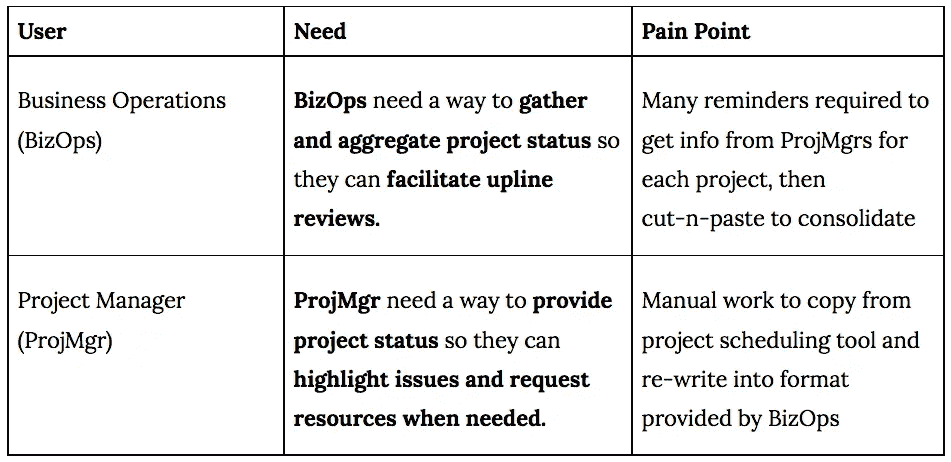 User
Need
Pain Point
Business Operations
(BizOps)
BizOps need a way to gather
and aggregate project status so
they can facilitate upline
reviews.
Many reminders required to
get info from ProjMgrs for
each project, then
cut-n-paste to consolidate
Project Manager
(ProjMgr)
ProjMgr need a way to provide
project status so they can
highlight issues and request
resources when needed.
Manual work to copy from
project scheduling tool and
re-write into format
provided by BizOps